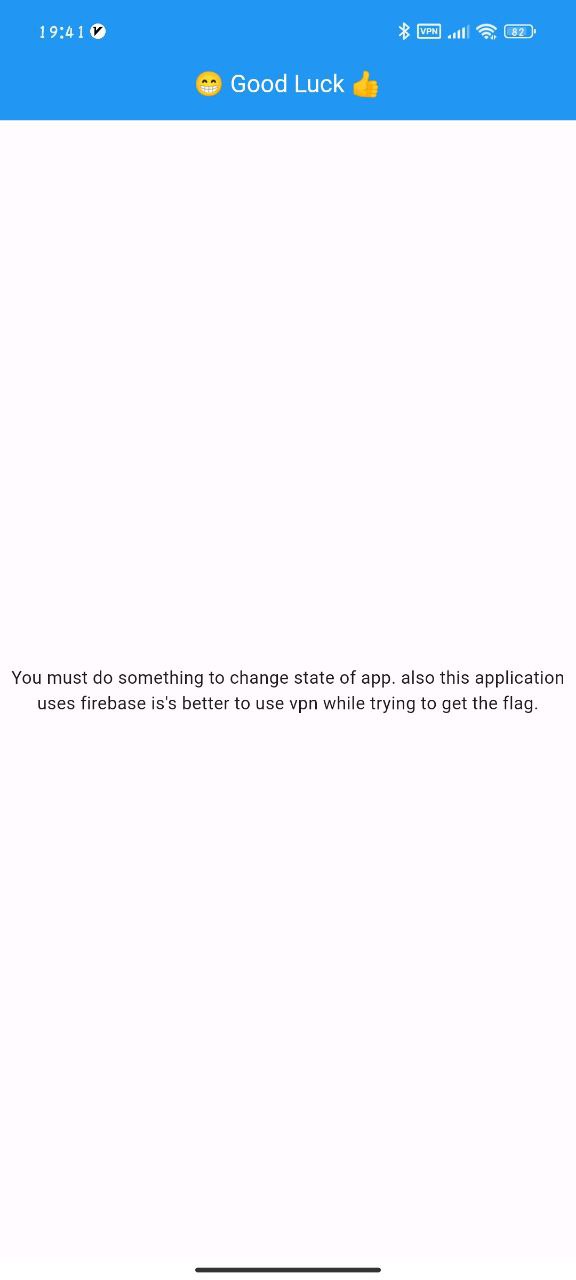 19:41
VPN
82
😁 Good Luck 👍
You must do something to change state of app. also this application
uses firebase is's better to use vpn while trying to get the flag.